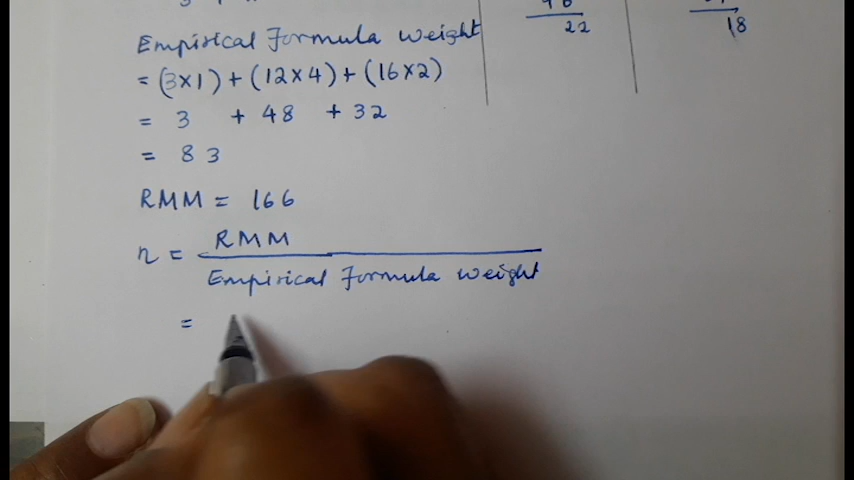 Empirical Formula weight
= (3×1) + (12×4) + (16×2)
= 3 + 48 + 32
= 83
RMM = 166
n = RMM
Empirical Formula weight
=
22
18